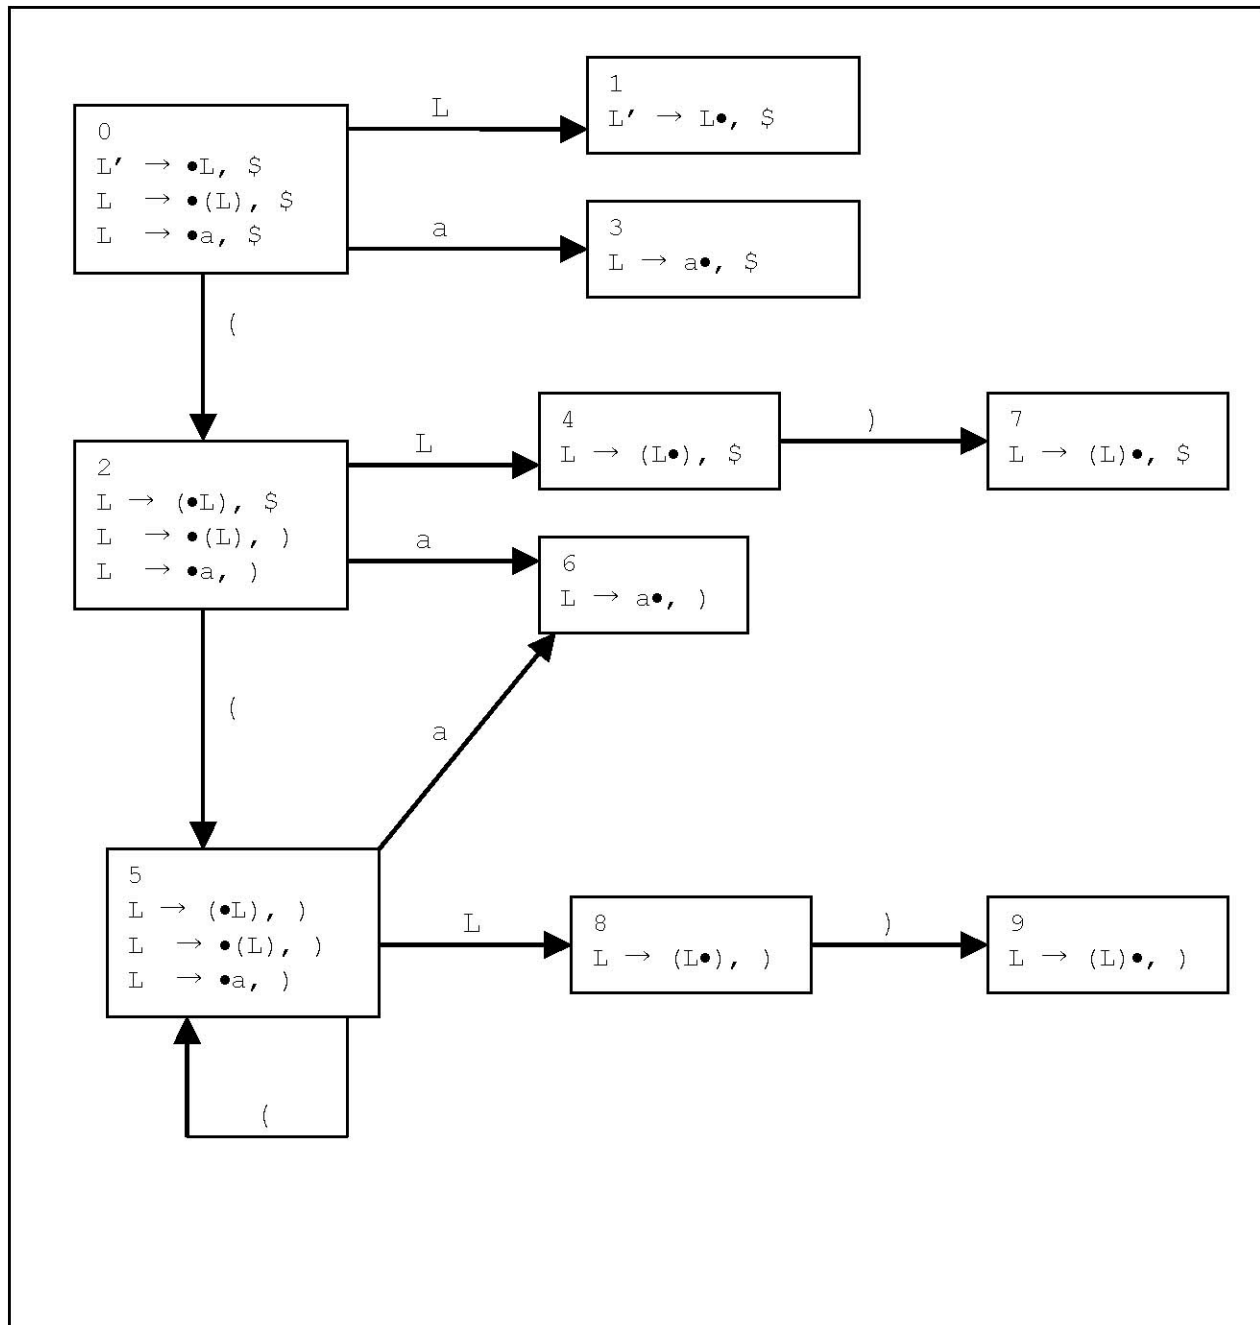 0
L' → •L, $
L → •(L), $
L → •a, $
L
1
L' → L•, $
a
3
L → a•, $
(
2
L → (•L), $
L → •(L), )
L → •a, )
L
4
L → (L•), $
)
7
L → (L)•, $
a
6
L → a•, )
(
a
5
L → (•L), )
L → •(L), )
L → •a, )
L
8
L → (L•), )
)
9
L → (L)•, )
(